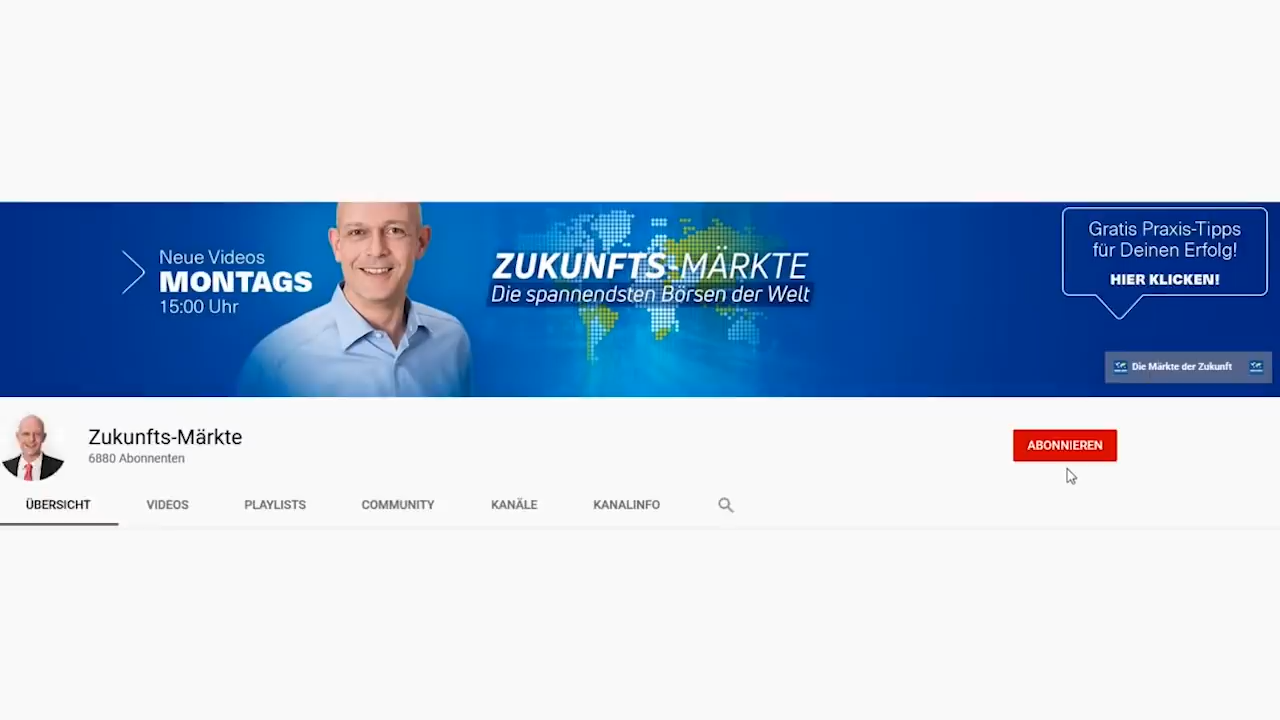 Neue Videos
MONTAGS
15:00 Uhr
ZUKUNFTS-MÄRKTE
Die spannendsten Börsen der Welt
Gratis Praxis-Tipps
für Deinen Erfolg!
HIER KLICKEN!
Die Märkte der Zukunft
Zukunfts-Märkte
6880 Abonnenten
ABONNIEREN
ÜBERSICHT VIDEOS PLAYLISTS COMMUNITY KANÄLE KANALINFO